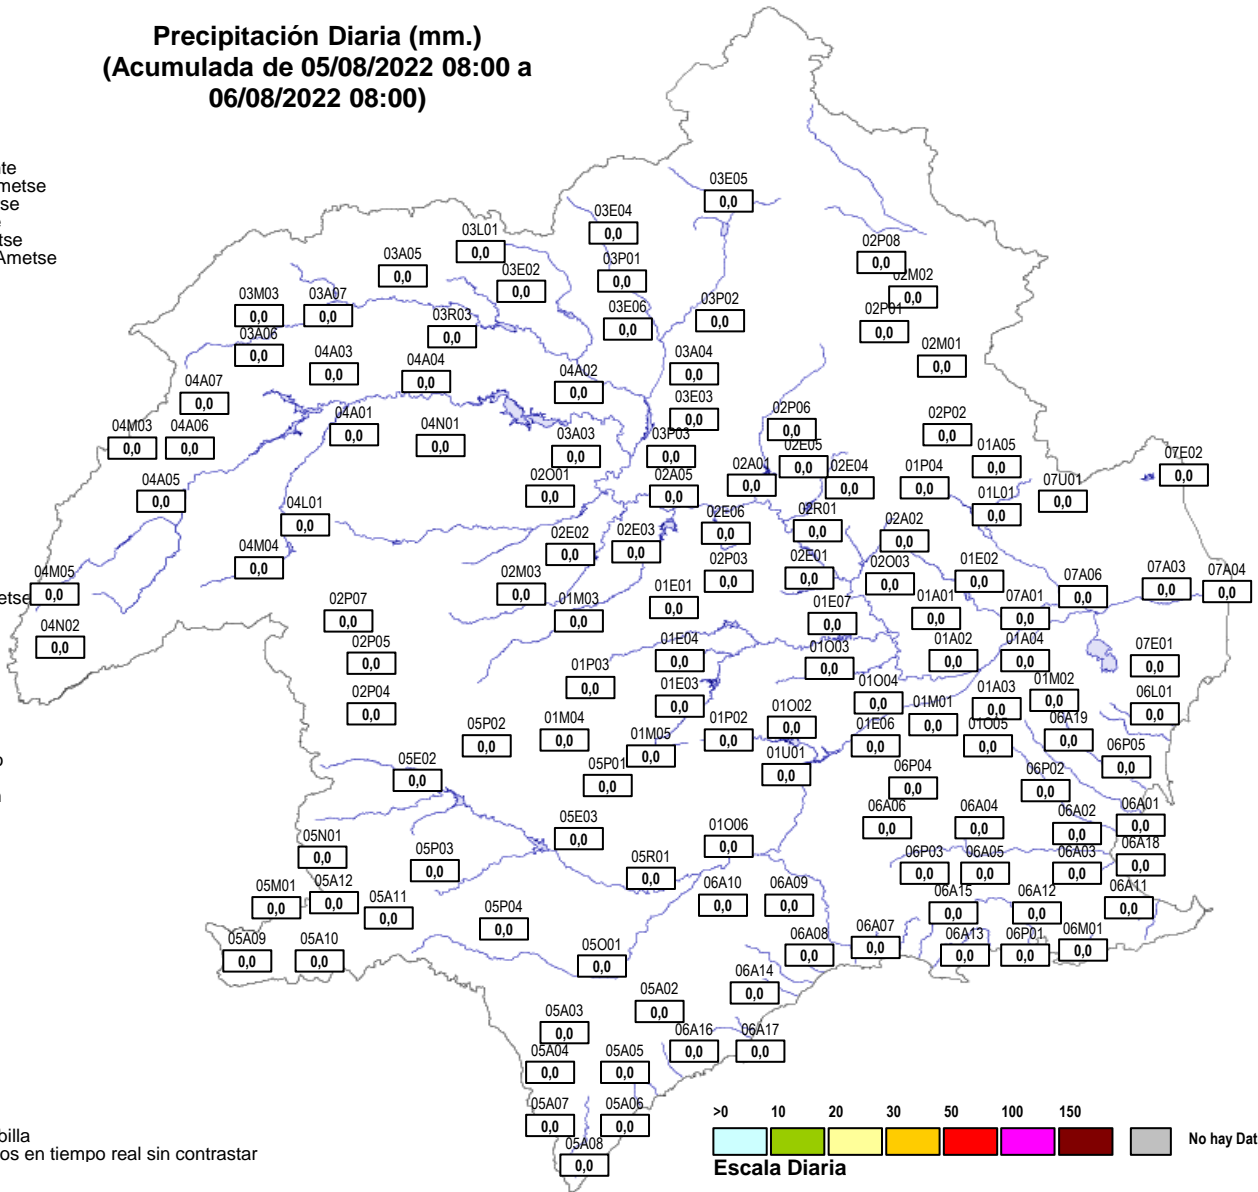 Precipitación Diaria (mm.)
(Acumulada de 05/08/2022 08:00 a
06/08/2022 08:00)
03E05
0,0
03E04
0,0
03L01
0,0
02P08
0,0
03A05
0,0
03P01
0,0
03E02
0,0
02M02
0,0
03M03
0,0
03A07
0,0
03P02
0,0
03E06
0,0
02P01
0,0
03R03
0,0
03A06
0,0
02M01
0,0
04A03
0,0
03A04
0,0
04A04
0,0
04A02
0,0
04A07
0,0
03E03
0,0
02P06
0,0
04A01
0,0
02P02
0,0
04M03
0,0
04A06
0,0
04N01
0,0
03A03
0,0
03P03
0,0
02E05
0,0
01A05
0,0
07E02
0,0
02A01
0,0
02E04
0,0
01P04
0,0
02O01
0,0
02A05
0,0
04A05
0,0
07U01
0,0
01L01
0,0
04L01
0,0
02R01
0,0
02E06
0,0
02A02
0,0
02E03
0,0
02E02
0,0
04M04
0,0
02P03
0,0
02E01
0,0
02O03
0,0
01E02
0,0
07A03
0,0
07A04
0,0
04M05
0,0
02M03
0,0
07A06
0,0
01E01
0,0
01M03
0,0
02P07
0,0
01E07
0,0
01A01
0,0
07A01
0,0
04N02
0,0
01E04
0,0
02P05
0,0
01O03
0,0
01A02
0,0
01A04
0,0
07E01
0,0
01P03
0,0
01E03
0,0
01O04
0,0
01M02
0,0
01A03
0,0
02P04
0,0
06L01
0,0
01M01
0,0
01O02
0,0
05P02
0,0
01M04
0,0
01P02
0,0
01E06
0,0
01O05
0,0
06A19
0,0
01M05
0,0
06P05
0,0
05E02
0,0
01U01
0,0
05P01
0,0
06P04
0,0
06P02
0,0
06A06
0,0
06A04
0,0
06A02
0,0
06A01
0,0
05E03
0,0
01O06
0,0
05N01
0,0
06A18
0,0
05P03
0,0
05R01
0,0
06P03
0,0
06A05
0,0
06A03
0,0
05M01
0,0
05A12
0,0
05A11
0,0
06A10
0,0
06A09
0,0
06A15
0,0
06A12
0,0
06A11
0,0
05P04
0,0
06A07
0,0
06A08
0,0
06A13
0,0
06P01
0,0
06M01
0,0
05A09
0,0
05A10
0,0
05O01
0,0
06A14
0,0
05A02
0,0
05A03
0,0
06A16
0,0
06A17
0,0
05A04
0,0
05A05
0,0
05A07
0,0
05A06
0,0
05A08
0,0
nte
metse
tse
e
tse
Ametse
etse
o
n
billa
os en tiempo real sin contrastar
>0 10 20 30 50 100 150
No hay Dat
Escala Diaria